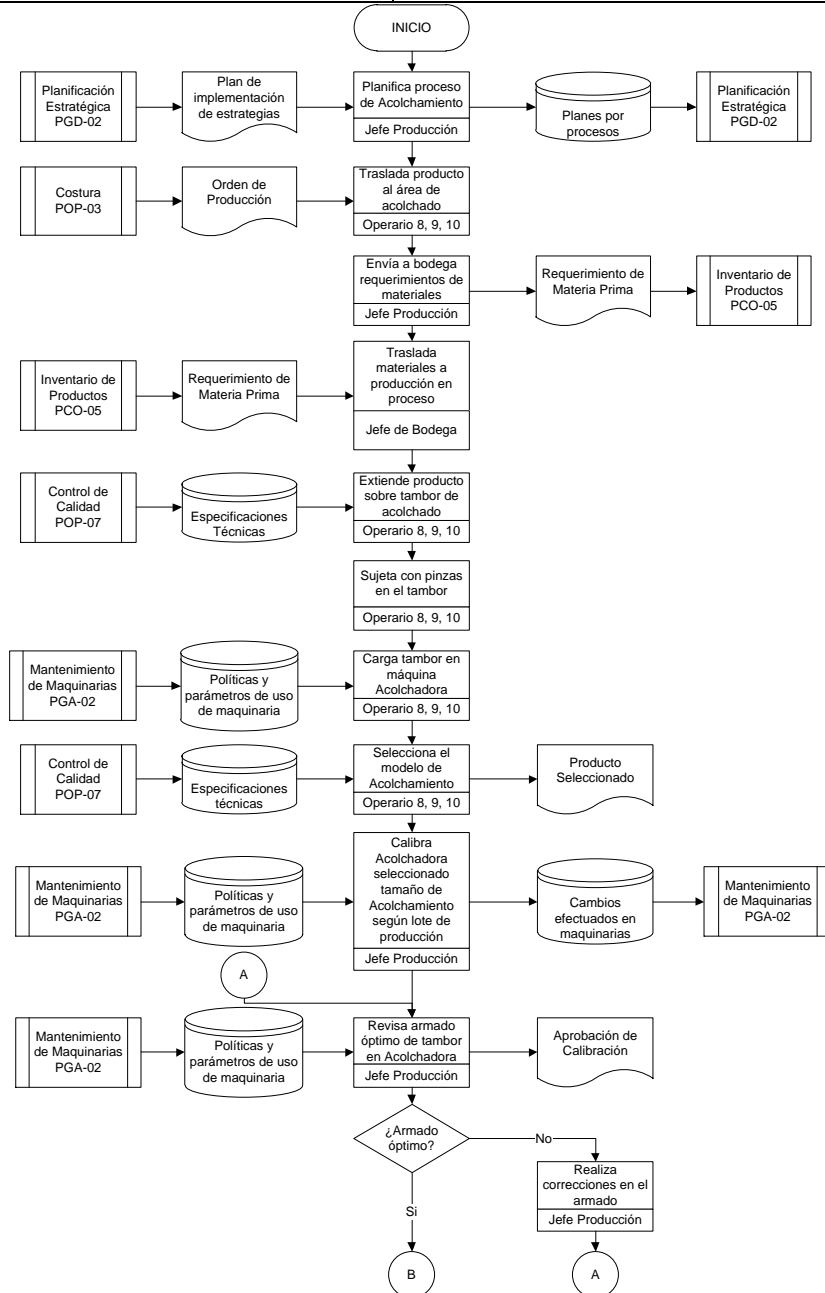 INICIO
Planificación
Estratégica
PGD-02
Plan de
implementación
de estrategias
Planifica proceso
de Acolchamiento
Jefe Producción
Planes por
procesos
Planificación
Estratégica
PGD-02
Costura
POP-03
Orden de
Producción
Traslada producto
al área de
acolchado
Operario 8, 9, 10
Envía a bodega
requerimientos de
materiales
Jefe Producción
Requerimiento de
Materia Prima
Inventario de
Productos
PCO-05
Inventario de
Productos
PCO-05
Requerimiento de
Materia Prima
Traslada
materiales a
producción en
proceso
Jefe de Bodega
Control de
Calidad
POP-07
Especificaciones
Técnicas
Extiende producto
sobre tambor de
acolchado
Operario 8, 9, 10
Sujeta con pinzas
en el tambor
Operario 8, 9, 10
Mantenimiento
de Maquinarias
PGA-02
Políticas y
parámetros de uso
de maquinaria
Carga tambor en
máquina
Acolchadora
Operario 8, 9, 10
Control de
Calidad
POP-07
Especificaciones
técnicas
Selecciona el
modelo de
Acolchamiento
Operario 8, 9, 10
Producto
Seleccionado
Mantenimiento
de Maquinarias
PGA-02
Políticas y
parámetros de uso
de maquinaria
Calibra
Acolchadora
seleccionado
tamaño de
Acolchamiento
según lote de
producción
Jefe Producción
Cambios
efectuados en
maquinarias
Mantenimiento
de Maquinarias
PGA-02
A
Mantenimiento
de Maquinarias
PGA-02
Políticas y
parámetros de uso
de maquinaria
Revisa armado
óptimo de tambor
en Acolchadora
Jefe Producción
Aprobación de
Calibración
¿Armado
óptimo?
No
Realiza
correcciones en el
armado
Jefe Producción
Si
B
A